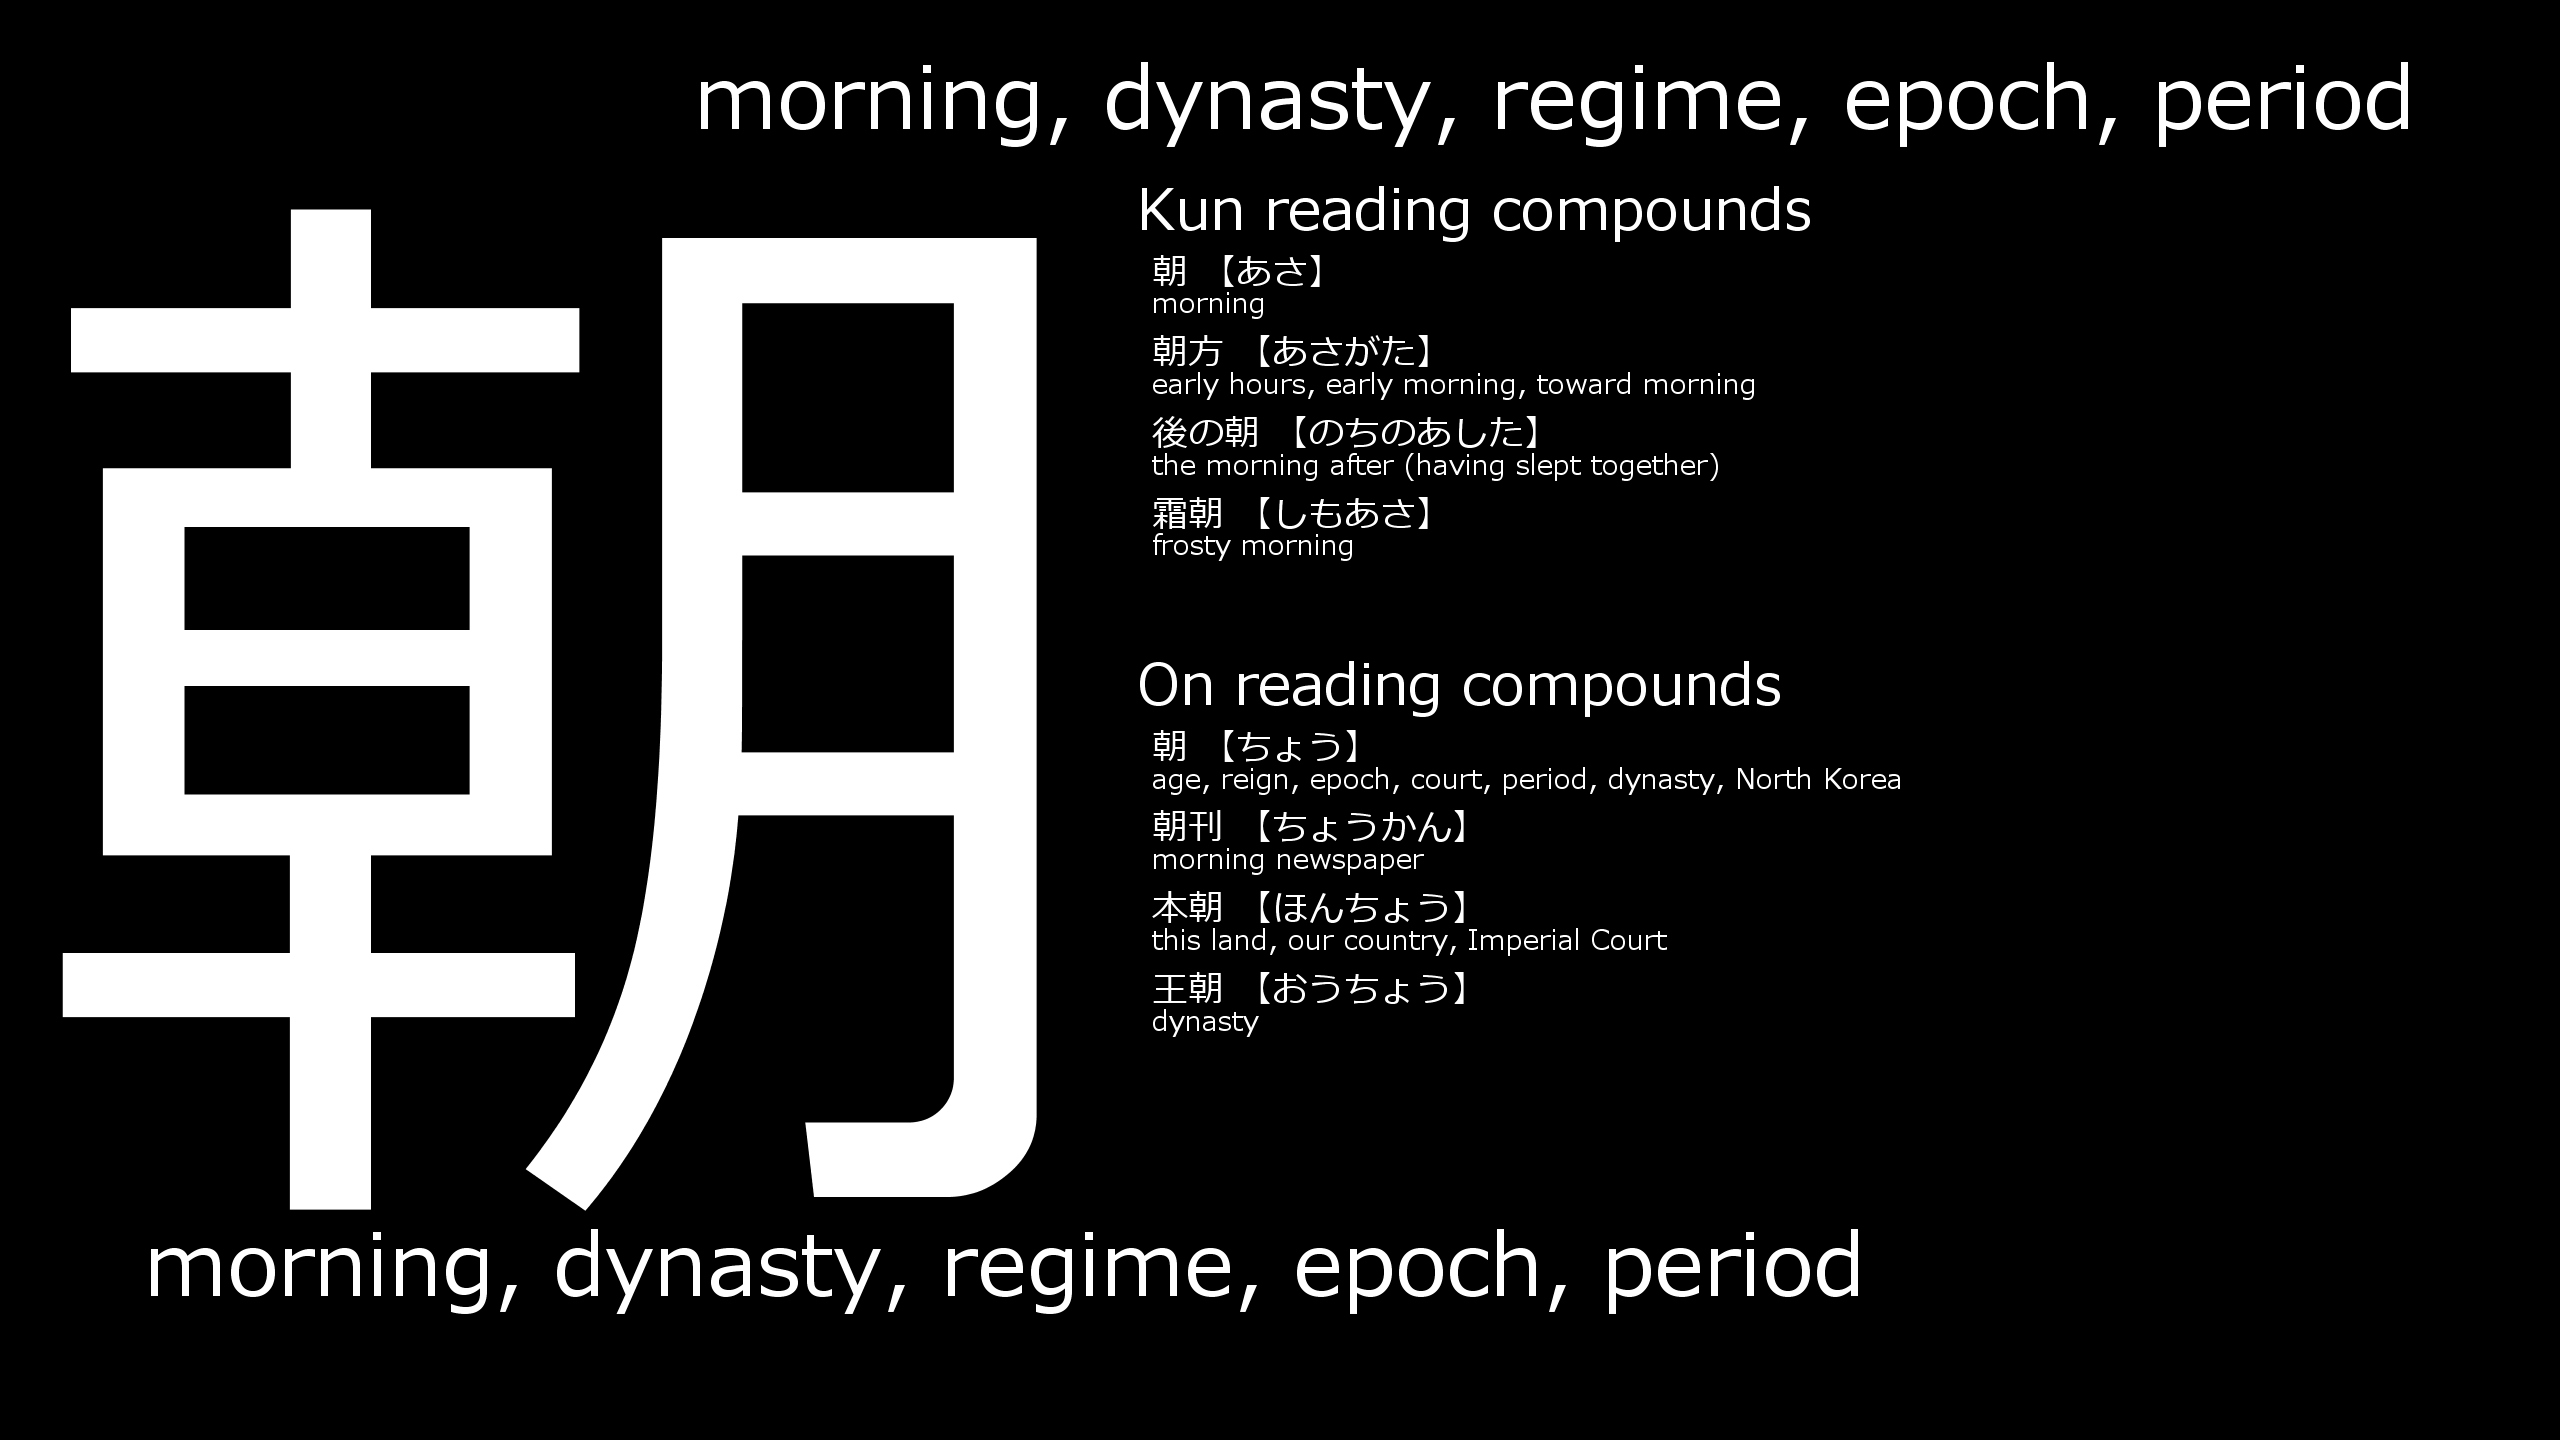 morning, dynasty, regime, epoch, period
朝
Kun reading compounds
朝 【あさ】
morning
朝方 【あさがた】
early hours, early morning, toward morning
後の朝 【のちのあした】
the morning after (having slept together)
霜朝 【しもあさ】
frosty morning
On reading compounds
朝 【ちょう】
age, reign, epoch, court, period, dynasty, North Korea
朝刊 【ちょうかん】
morning newspaper
本朝 【ほんちょう】
this land, our country, Imperial Court
王朝 【おうちょう】
dynasty
morning, dynasty, regime, epoch, period